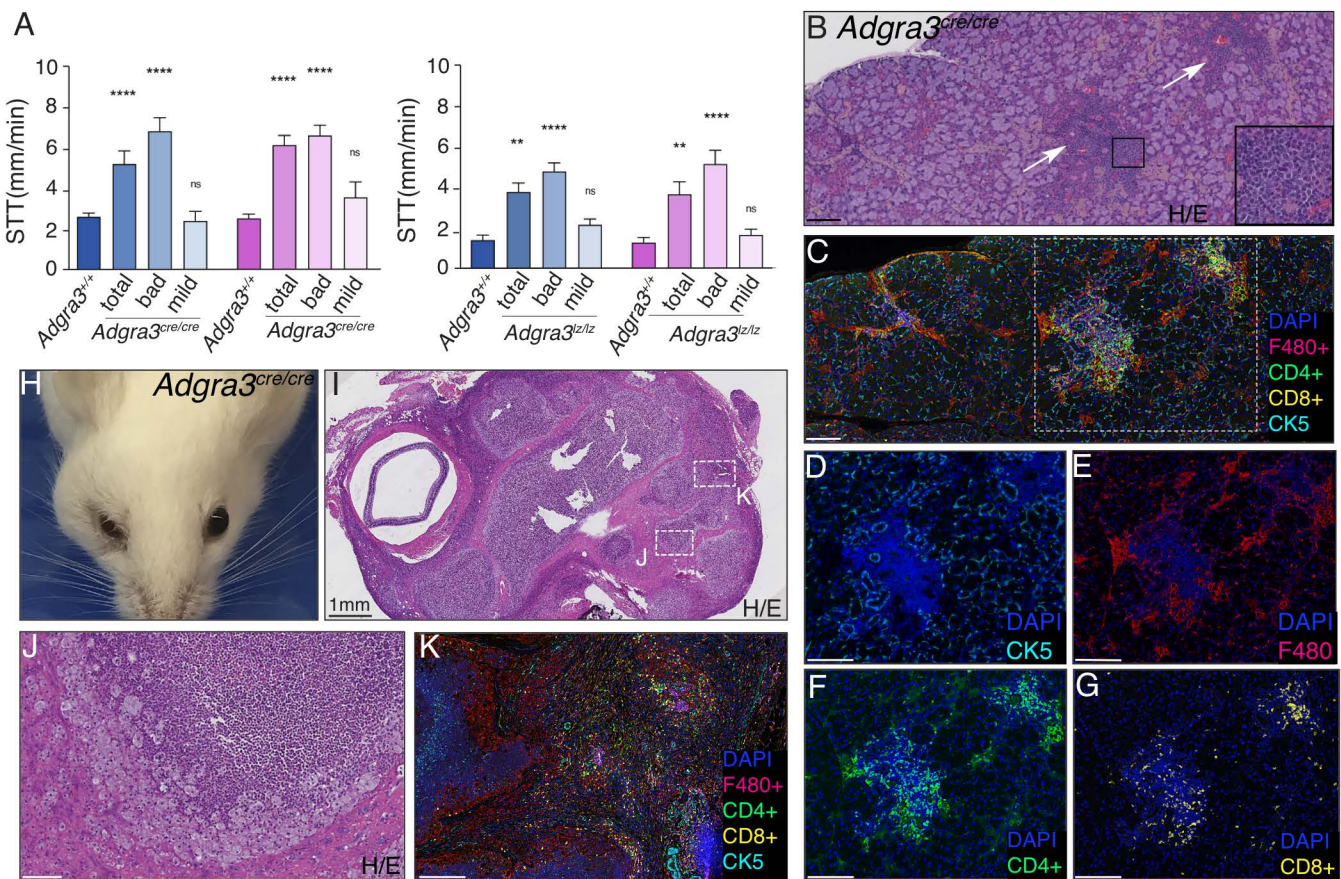 A
STT(mm/min)
10
8
6
4
2
0
**** **** ns **** **** ns
Adgra3+/+ total bad mild Adgra3+/+ total bad mild
Adgra3cre/cre Adgra3cre/cre
STT(mm/min)
10
8
6
4
2
0
** **** ns ** **** ns
Adgra3+/+ total bad mild Adgra3+/+ total bad mild
Adgra3lz/lz Adgra3lz/lz
B Adgra3cre/cre
H/E
C
DAPI
F480+
CD4+
CD8+
CK5
H Adgra3cre/cre
I
K
J
1mm H/E
D
DAPI
CK5
E
DAPI
F480
J
H/E
K
DAPI
F480+
CD4+
CD8+
CK5
F
DAPI
CD4+
G
DAPI
CD8+